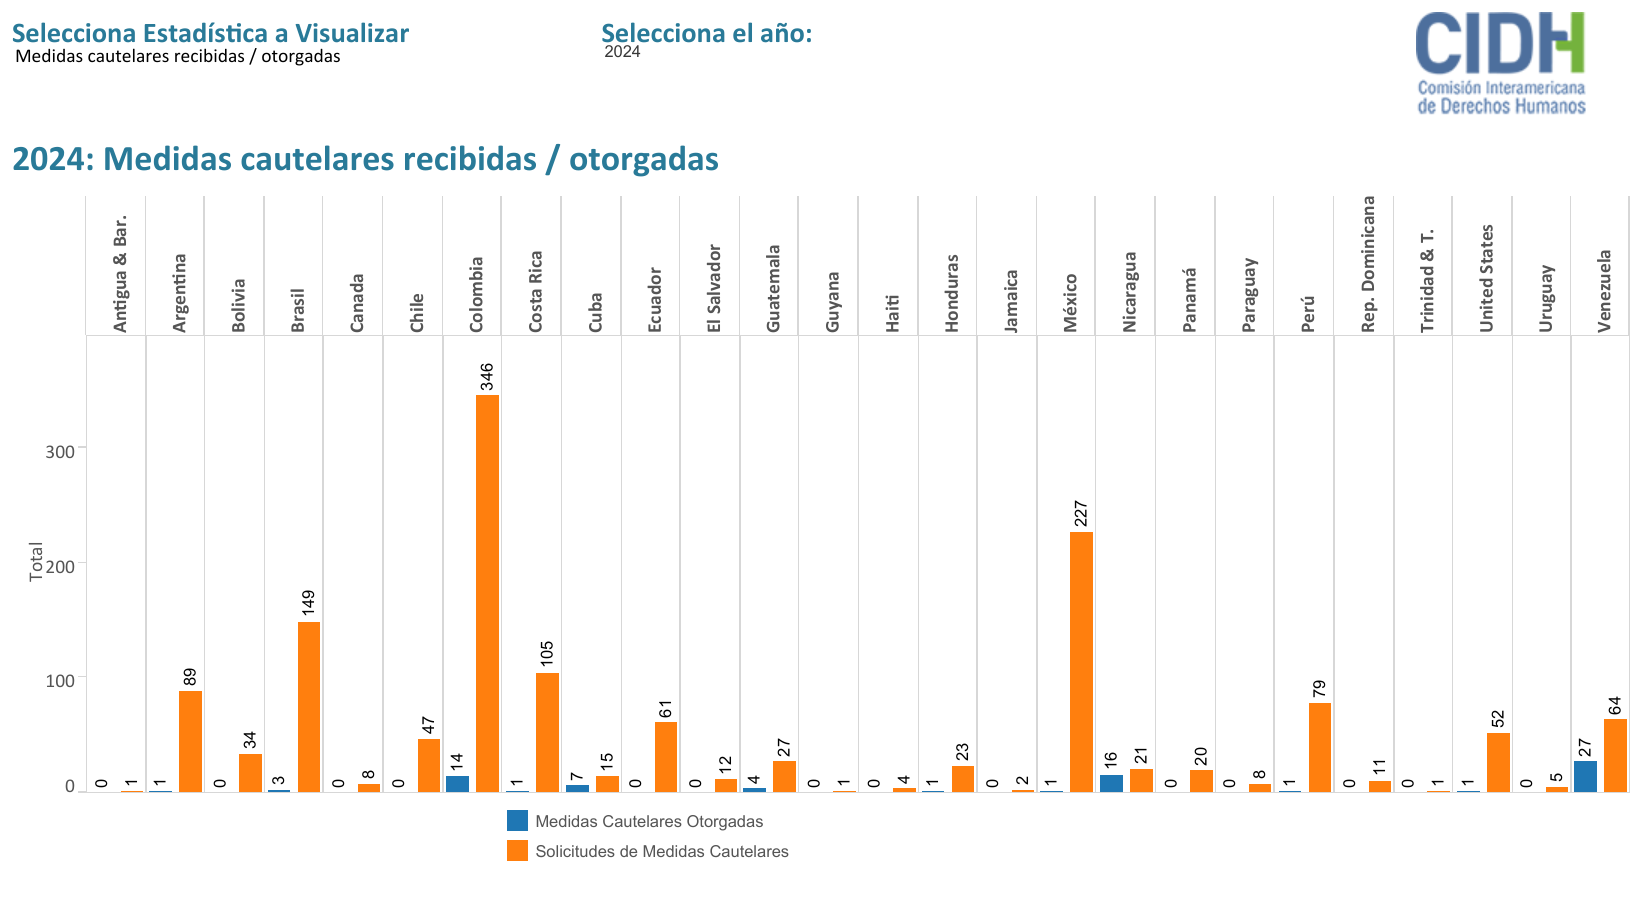 Selecciona Estadística a Visualizar
Medidas cautelares recibidas / otorgadas
Selecciona el año:
2024
CIDH
Comisión Interamericana
de Derechos Humanos
2024: Medidas cautelares recibidas / otorgadas
Antigua & Bar.
Argentina
Bolivia
Brasil
Canada
Chile
Colombia
Costa Rica
Cuba
Ecuador
El Salvador
Guatemala
Guyana
Haiti
Honduras
Jamaica
México
Nicaragua
Panamá
Paraguay
Perú
Rep. Dominicana
Trinidad & T.
United States
Uruguay
Venezuela
Total
300
200
100
0
0
1
1
89
0
34
3
149
0
8
0
47
14
346
1
105
7
15
0
61
0
12
4
27
0
1
0
4
1
23
0
2
1
227
16
21
0
20
0
8
1
79
0
11
0
1
1
52
0
5
27
64
Medidas Cautelares Otorgadas
Solicitudes de Medidas Cautelares